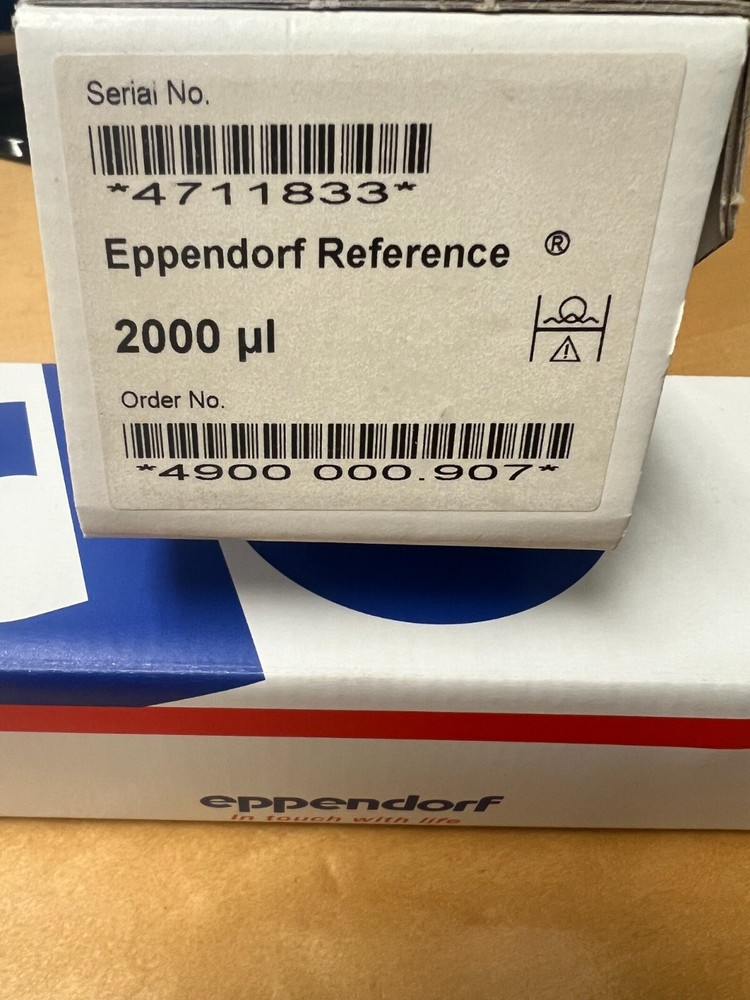 Serial No.
*4711833*
Eppendorf Reference ®
2000 µl
Order No.
*4900 000.907*
eppendorf
in touch with life